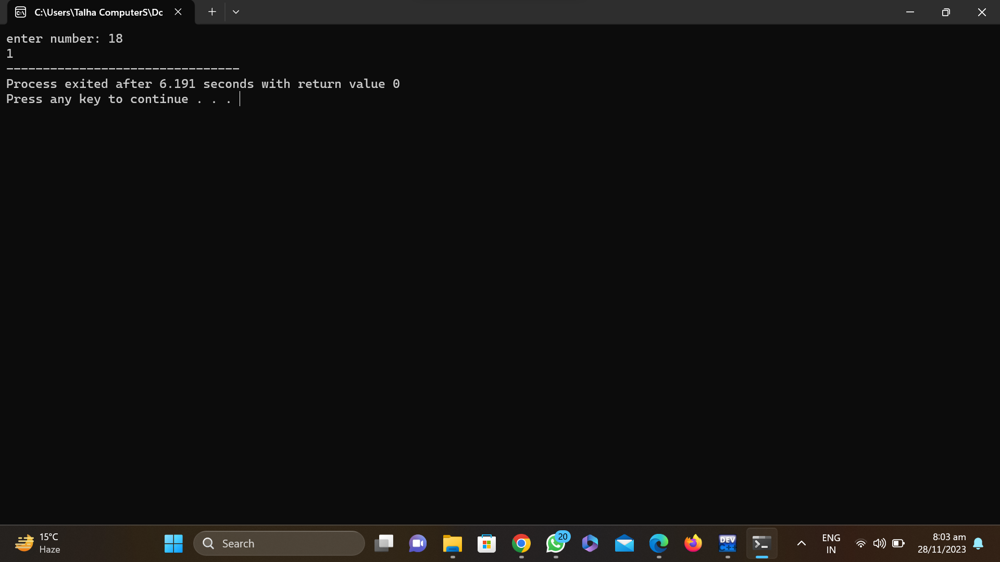 C:\Users\Talha ComputerS\Dc
enter number: 18
1
--------------------------------
Process exited after 6.191 seconds with return value 0
Press any key to continue . . .
15°C
Haze
Search
20
DEV
C++
ENG
IN
8:03 am
28/11/2023